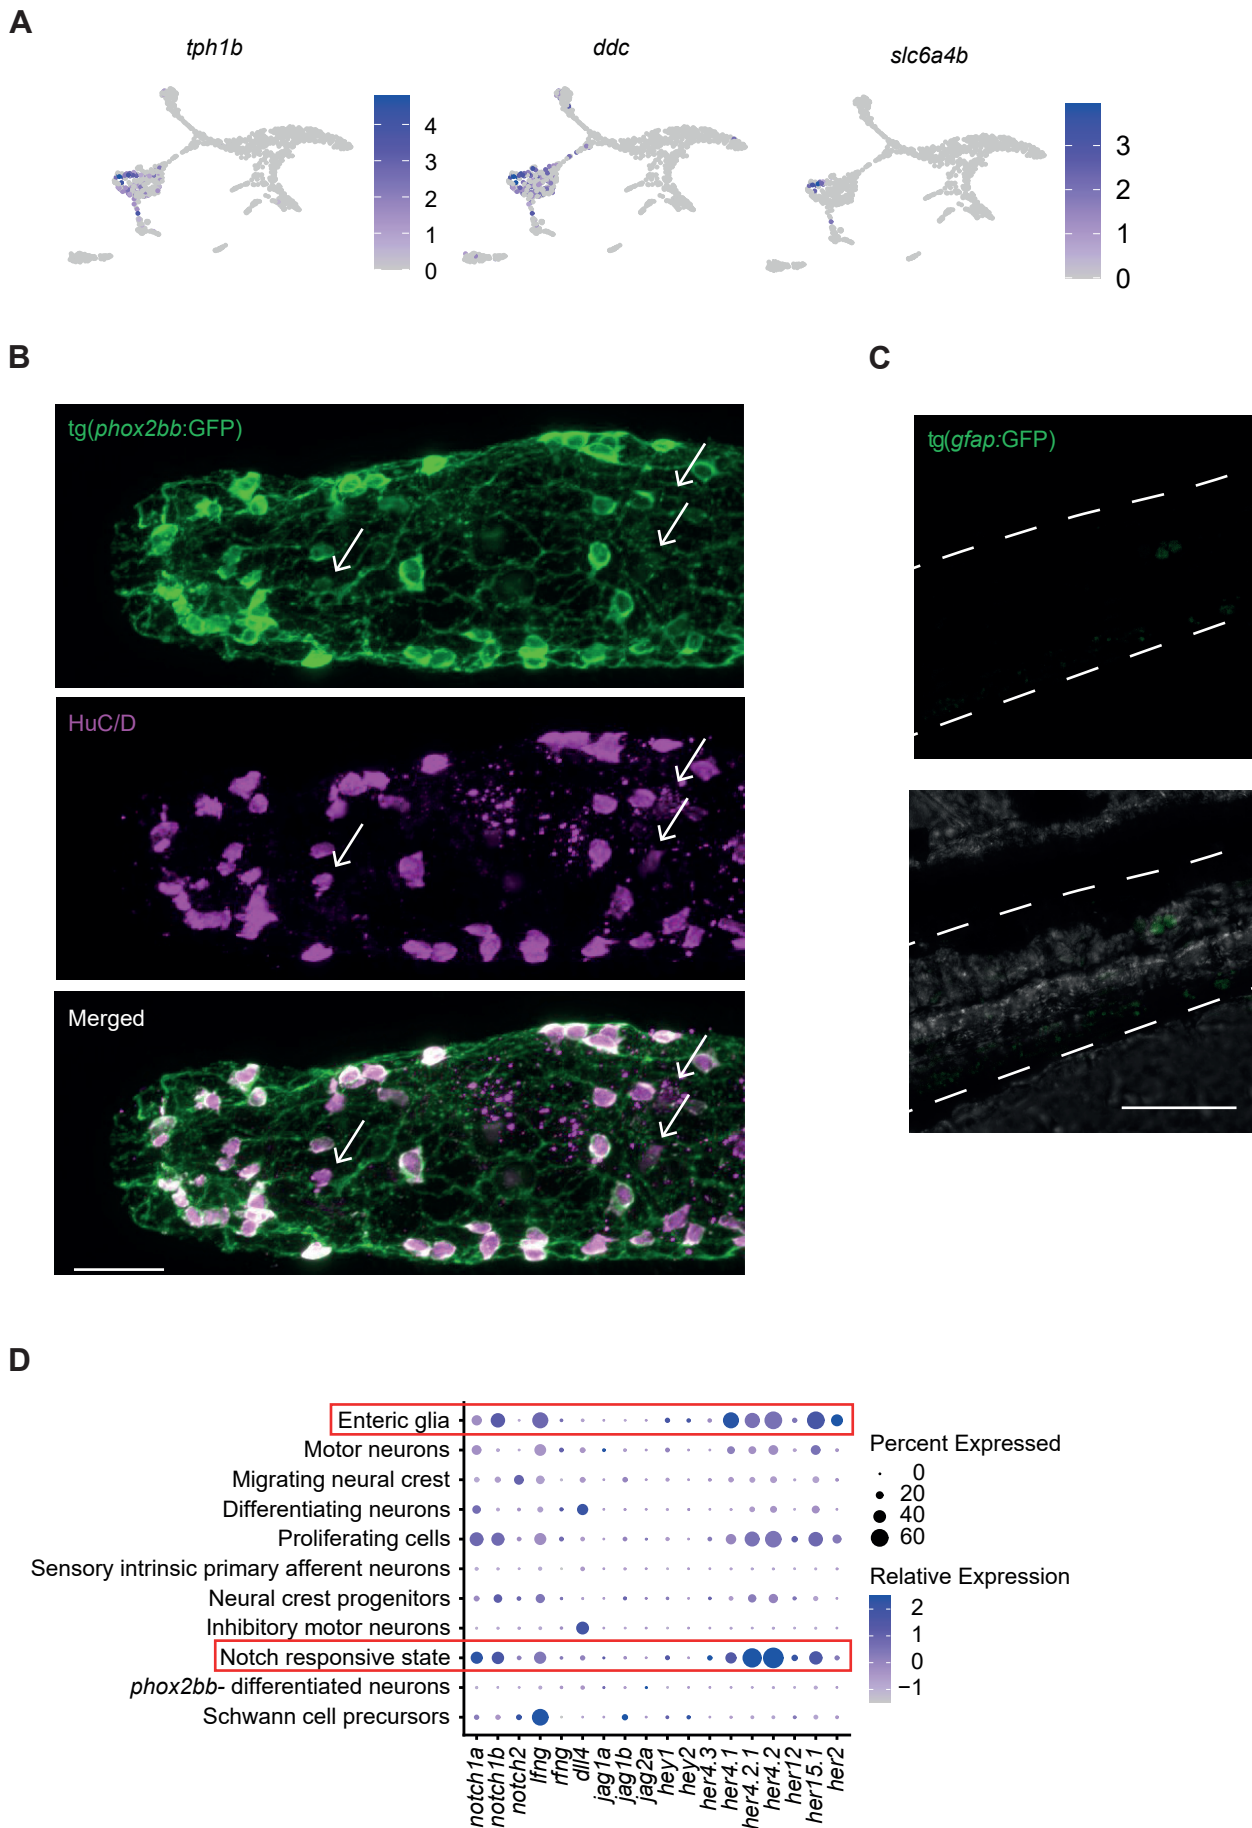 A
tph1b
ddc
slc6a4b
4
3
2
1
0
3
2
1
0
B
C
tg(phox2bb:GFP)
tg(gfap:GFP)
HuC/D
Merged
D
Enteric glia
Motor neurons
Migrating neural crest
Differentiating neurons
Proliferating cells
Sensory intrinsic primary afferent neurons
Neural crest progenitors
Inhibitory motor neurons
Notch responsive state
phox2bb- differentiated neurons
Schwann cell precursors
notch1a
notch1b
notch2
lfng
rfng
dll4
jag1a
jag1b
jag2a
hey1
hey2
her4.3
her4.1
her4.2.1
her4.2
her12
her15.1
her2
Percent Expressed
0
20
40
60
Relative Expression
2
1
0
−1